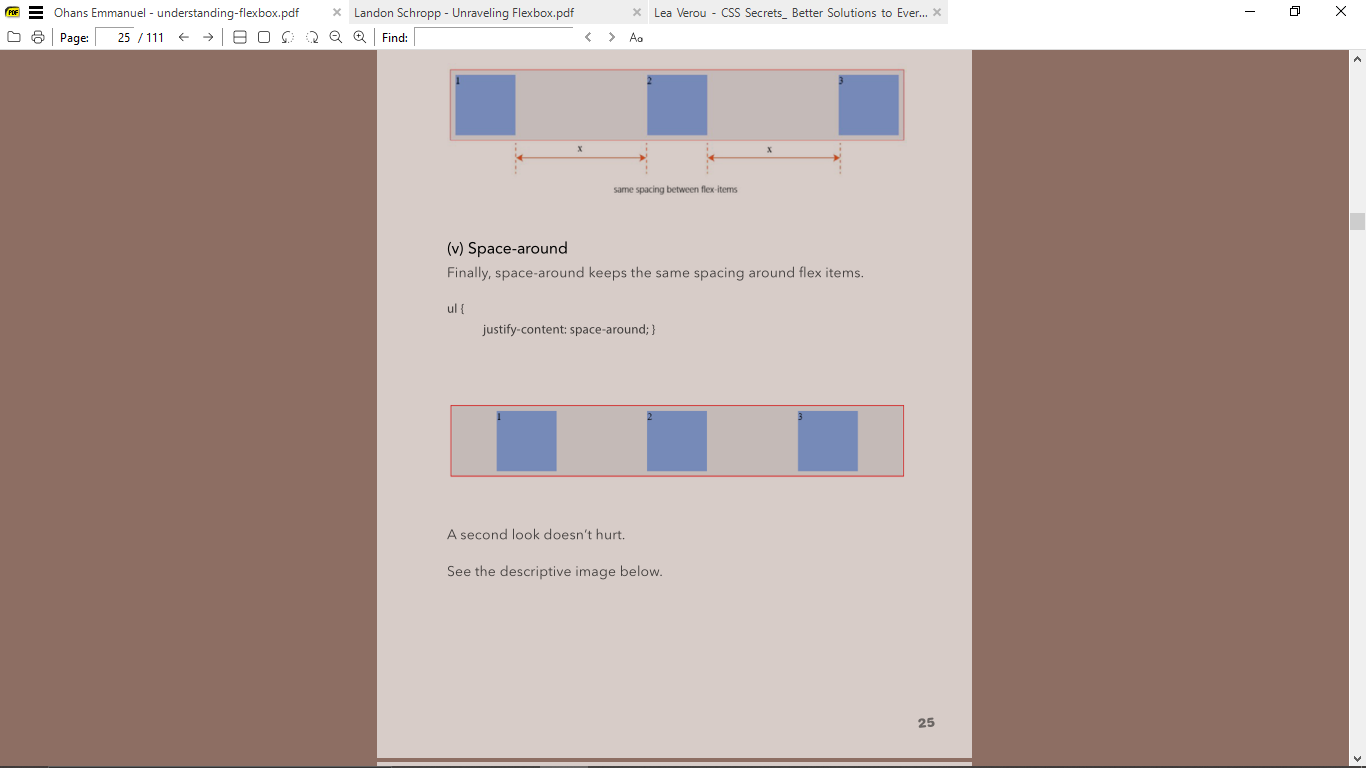 Ohans Emmanuel - understanding-flexbox.pdf
Landon Schropp - Unraveling Flexbox.pdf
Lea Verou - CSS Secrets_ Better Solutions to Ever...
Page: 25 / 111 Find: Aa
1 2 3
x x
same spacing between flex-items
(v) Space-around
Finally, space-around keeps the same spacing around flex items.
ul {
justify-content: space-around; }
1 2 3
A second look doesn’t hurt.
See the descriptive image below.
25